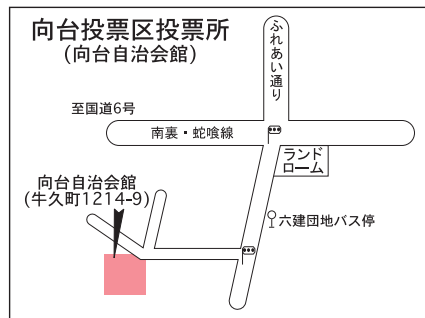 向台投票区投票所
(向台自治会館)
ふれあい通り
至国道6号
南裏・蛇喰線
ランド
ローム
向台自治会館
(牛久町1214-9)
六建団地バス停